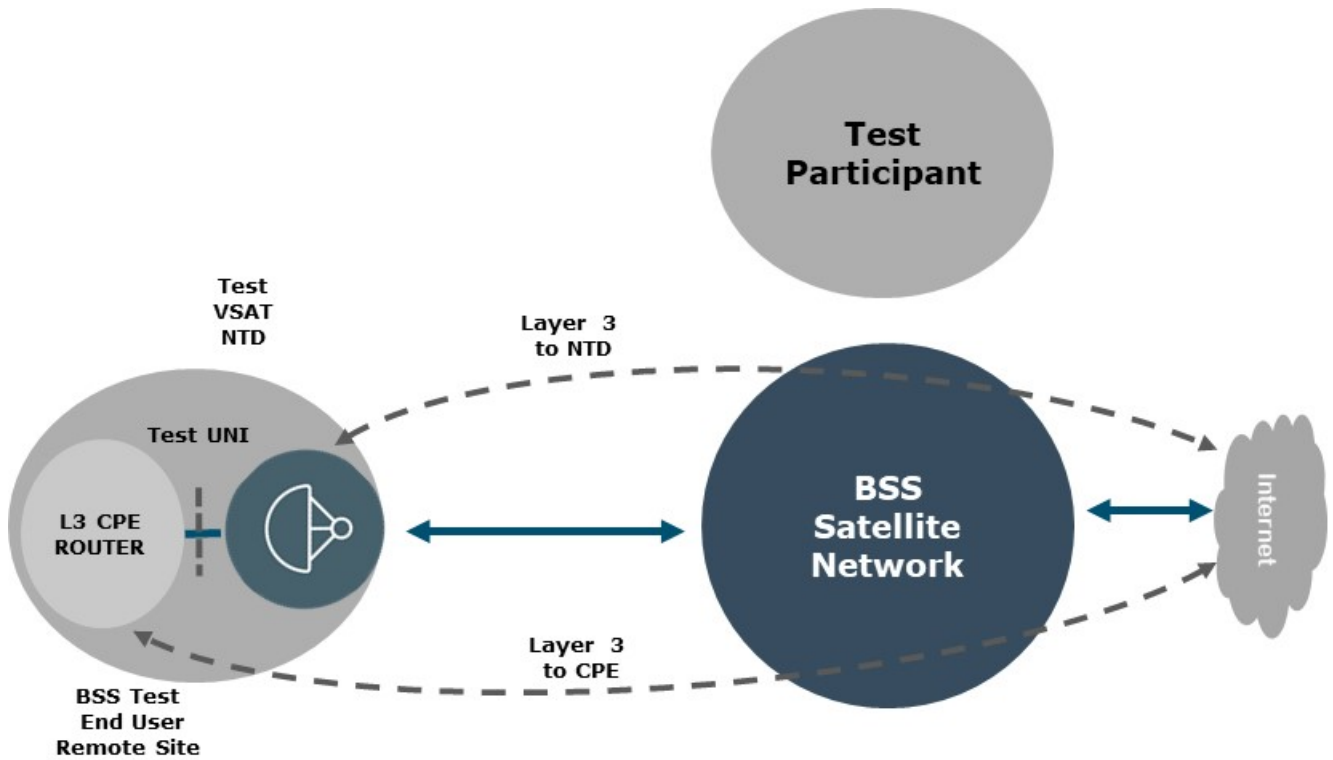 Test
Participant
Test
VSAT
NTD
Layer 3
to NTD
Test UNI
L3 CPE
ROUTER
BSS
Satellite
Network
Internet
Layer 3
to CPE
BSS Test
End User
Remote Site